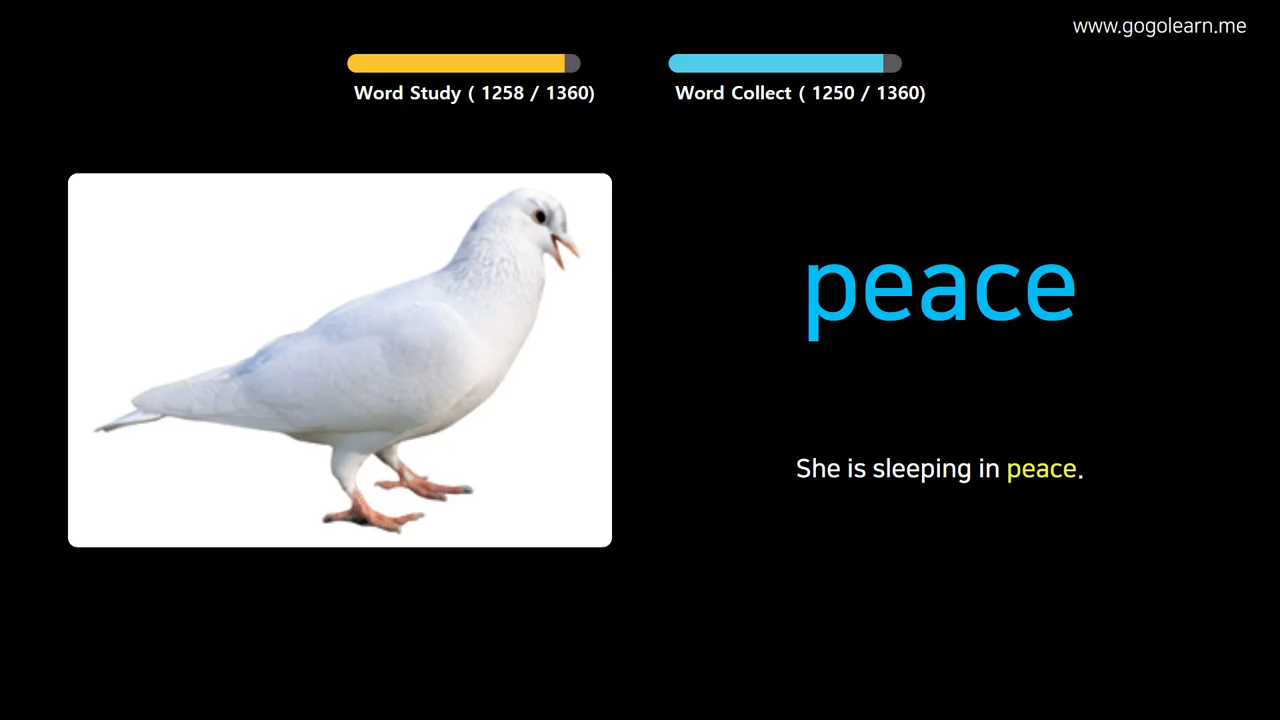 www.gogolearn.me
Word Study ( 1258 / 1360)
Word Collect ( 1250 / 1360)
peace
She is sleeping in peace.